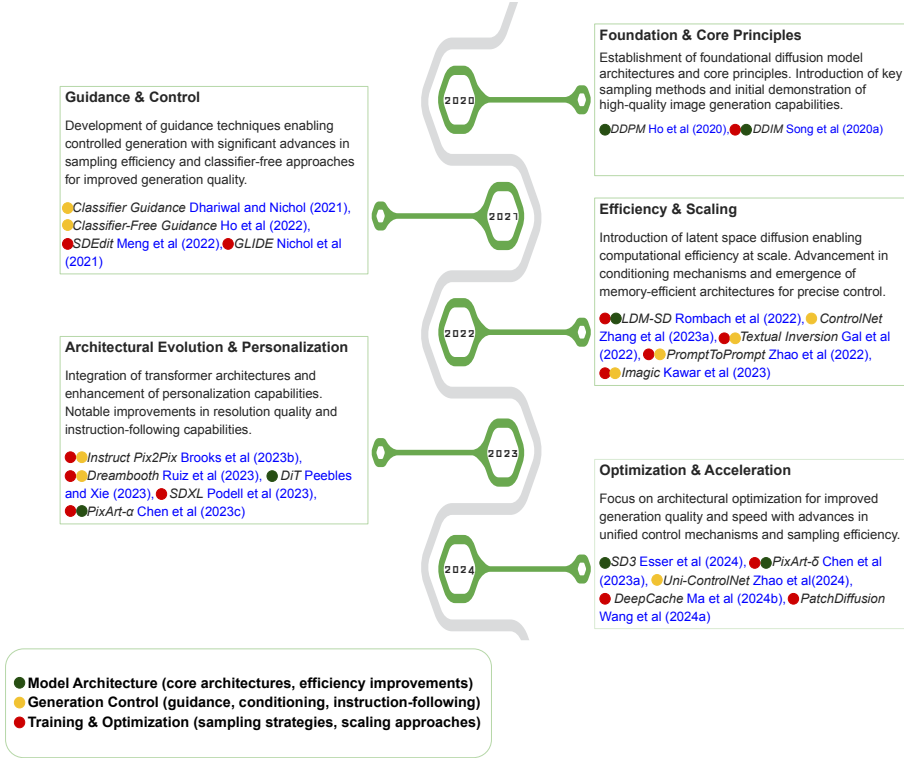 Foundation & Core Principles
Establishment of foundational diffusion model
architectures and core principles. Introduction of key
sampling methods and initial demonstration of
high-quality image generation capabilities.
DDPM Ho et al (2020), DDIM Song et al (2020a)
2020
Guidance & Control
Development of guidance techniques enabling
controlled generation with significant advances in
sampling efficiency and classifier-free approaches
for improved generation quality.
Classifier Guidance Dhariwal and Nichol (2021),
Classifier-Free Guidance Ho et al (2022),
SDEdit Meng et al (2022), GLIDE Nichol et al
(2021)
2021
Efficiency & Scaling
Introduction of latent space diffusion enabling
computational efficiency at scale. Advancement in
conditioning mechanisms and emergence of
memory-efficient architectures for precise control.
LDM-SD Rombach et al (2022), ControlNet
Zhang et al (2023a), Textual Inversion Gal et al
(2022), PromptToPrompt Zhao et al (2022),
Imagic Kawar et al (2023)
2022
Architectural Evolution & Personalization
Integration of transformer architectures and
enhancement of personalization capabilities.
Notable improvements in resolution quality and
instruction-following capabilities.
Instruct Pix2Pix Brooks et al (2023b),
Dreambooth Ruiz et al (2023), DiT Peebles
and Xie (2023), SDXL Podell et al (2023),
PixArt-α Chen et al (2023c)
2023
Optimization & Acceleration
Focus on architectural optimization for improved
generation quality and speed with advances in
unified control mechanisms and sampling efficiency.
SD3 Esser et al (2024), PixArt-δ Chen et al
(2023a), Uni-ControlNet Zhao et al(2024),
DeepCache Ma et al (2024b), PatchDiffusion
Wang et al (2024a)
2024
Model Architecture (core architectures, efficiency improvements)
Generation Control (guidance, conditioning, instruction-following)
Training & Optimization (sampling strategies, scaling approaches)